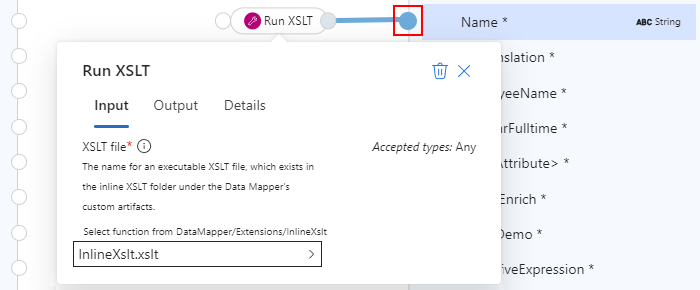 Run XSLT
Name *
ABC String
Run XSLT
Input
Output
Details
XSLT file*
Accepted types: Any
The name for an executable XSLT file, which exists in
the inline XSLT folder under the Data Mapper's
custom artifacts.
Select function from DataMapper/Extensions/InlineXslt
InlineXslt.xslt
nslation *
yeeName *
rFulltime *
Attribute> *
Enrich *
Demo *
iveExpression *